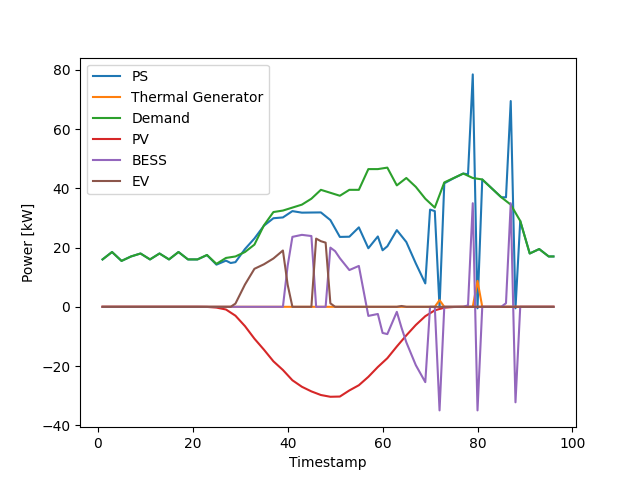 PS
Thermal Generator
Demand
PV
BESS
EV
80
60
40
20
0
−20
−40
Power [kW]
0 20 40 60 80 100
Timestamp